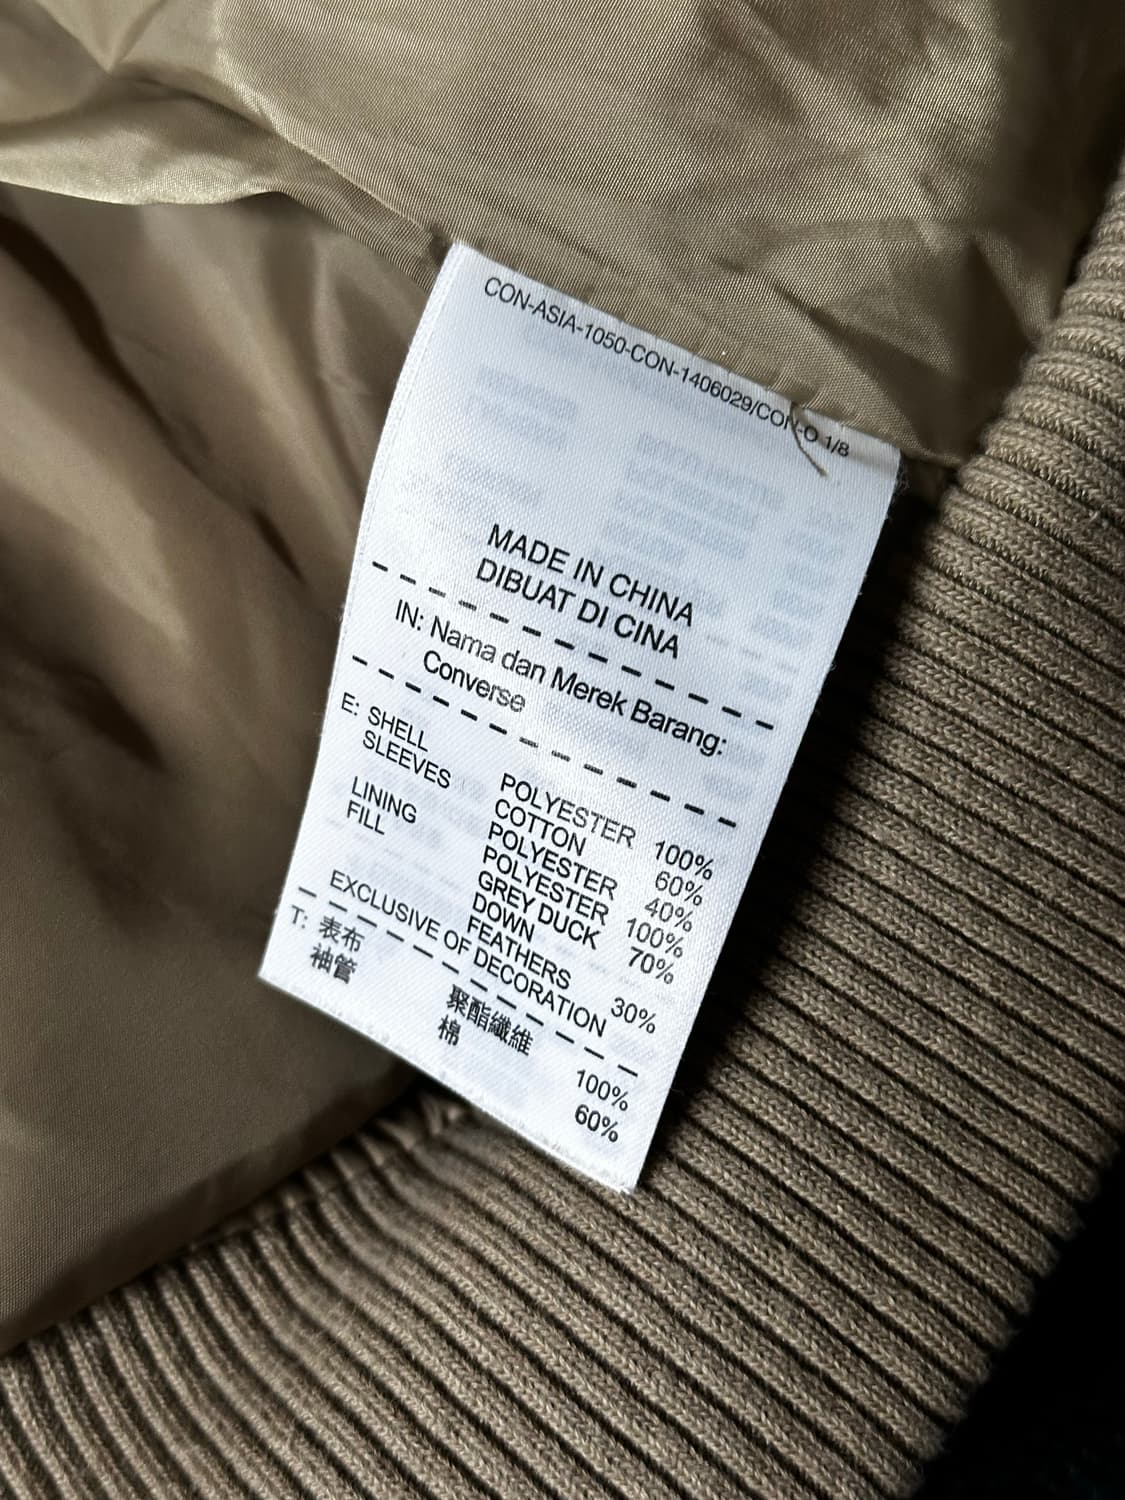 CON-ASIA-1050-CON-1406029/CON-O 1/8
MADE IN CHINA
DIBUAT DI CINA
IN: Nama dan Merek Barang:
Converse
E: SHELL POLYESTER 100%
SLEEVES COTTON 60%
POLYESTER 40%
LINING POLYESTER 100%
FILL GREY DUCK 70%
DOWN
FEATHERS 30%
EXCLUSIVE OF DECORATION
T: 表布 聚酯纖維 100%
袖管 棉 60%